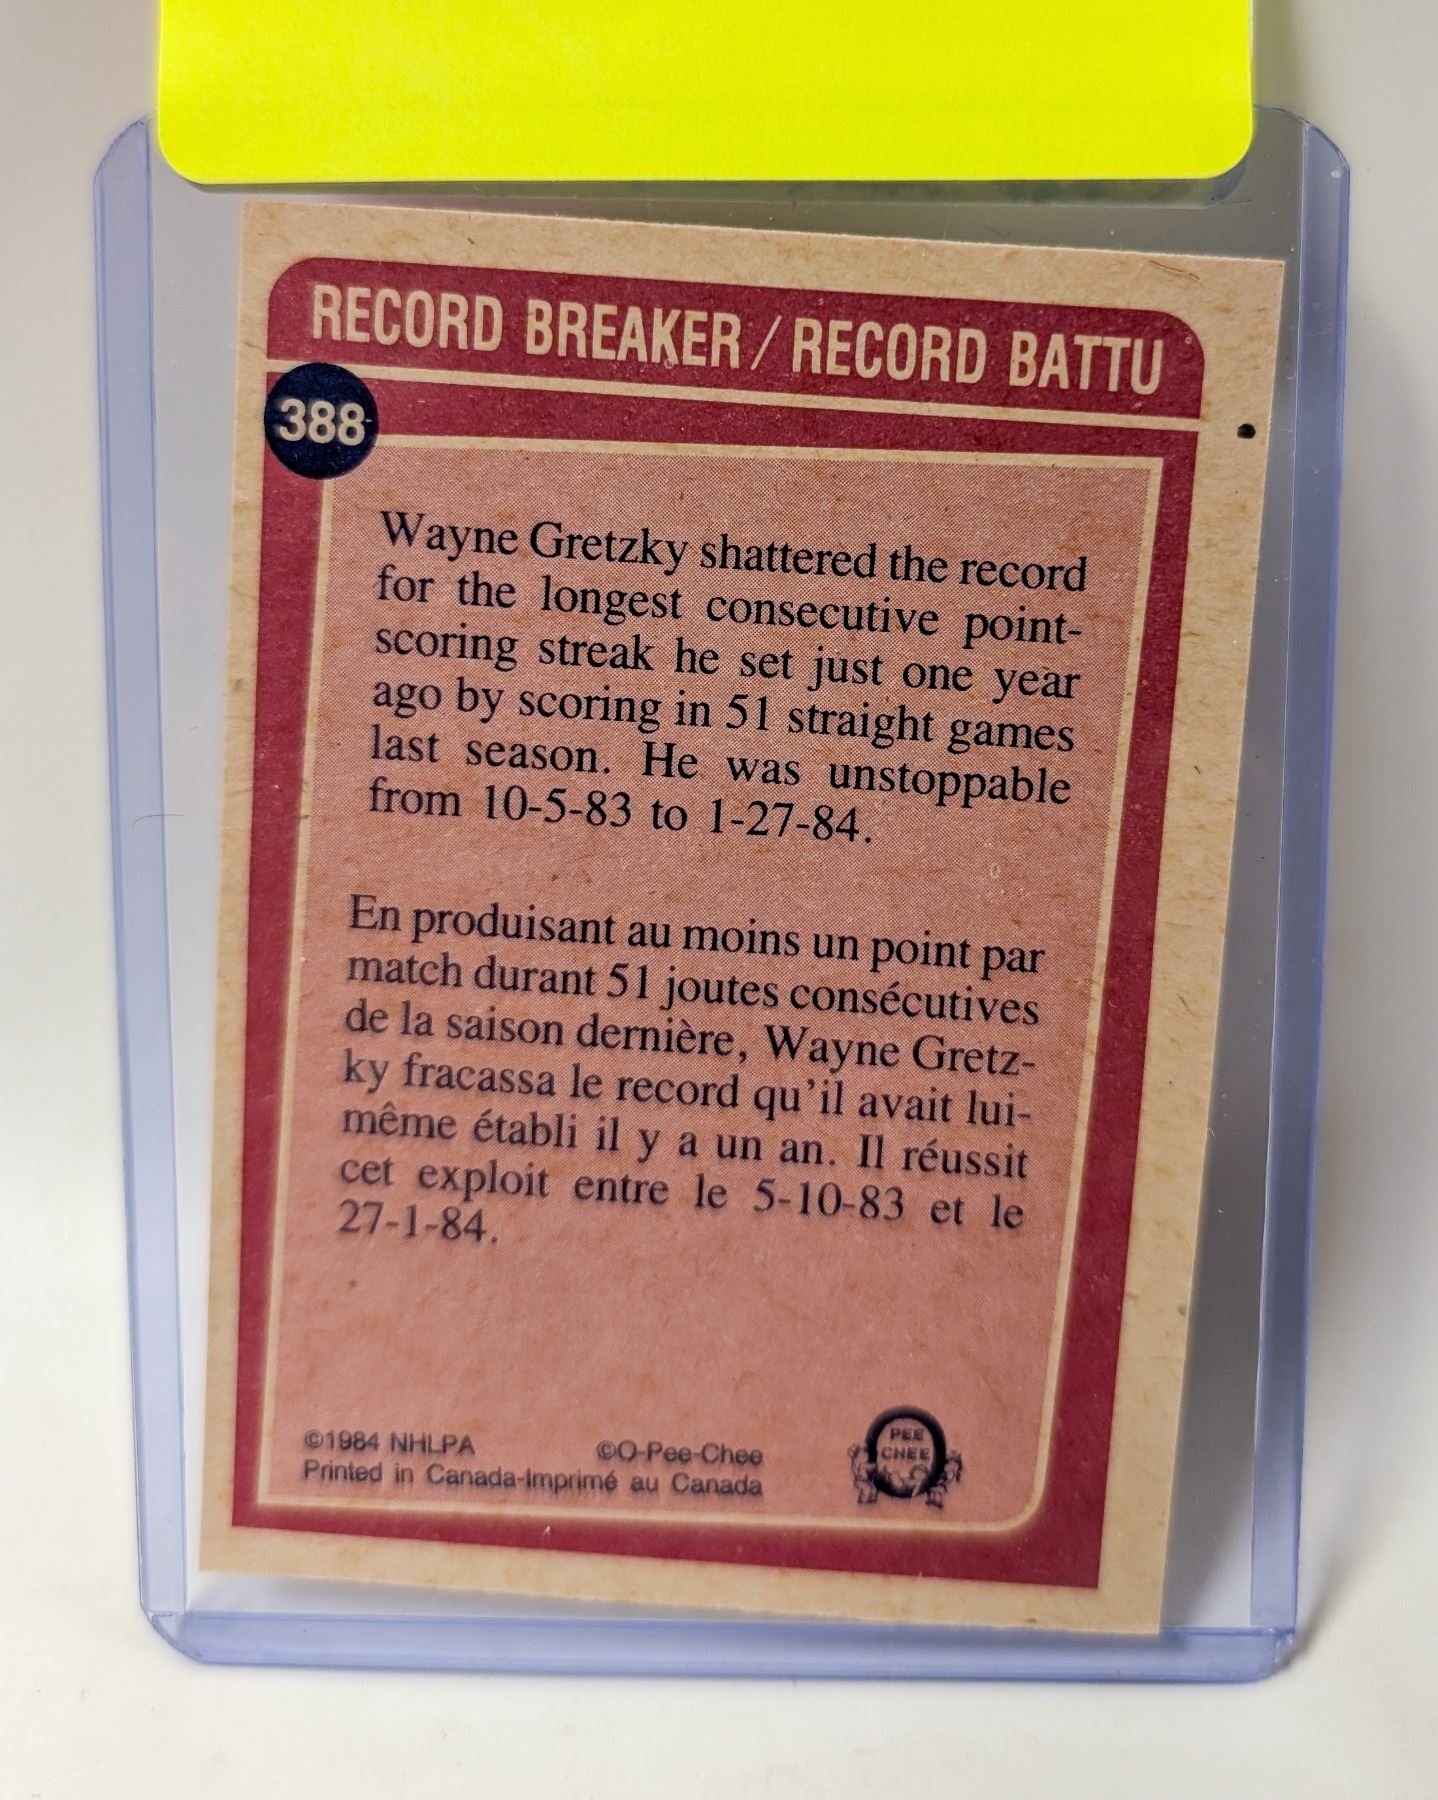 RECORD BREAKER / RECORD BATTU
388
Wayne Gretzky shattered the record
for the longest consecutive point-
scoring streak he set just one year
ago by scoring in 51 straight games
last season. He was unstoppable
from 10-5-83 to 1-27-84.
En produisant au moins un point par
match durant 51 joutes consécutives
de la saison dernière, Wayne Gretz-
ky fracassa le record qu'il avait lui-
même établi il y a un an. Il réussit
cet exploit entre le 5-10-83 et le
27-1-84.
©1984 NHLPA ©O-Pee-Chee
Printed in Canada-Imprimé au Canada
PEE
CHEE